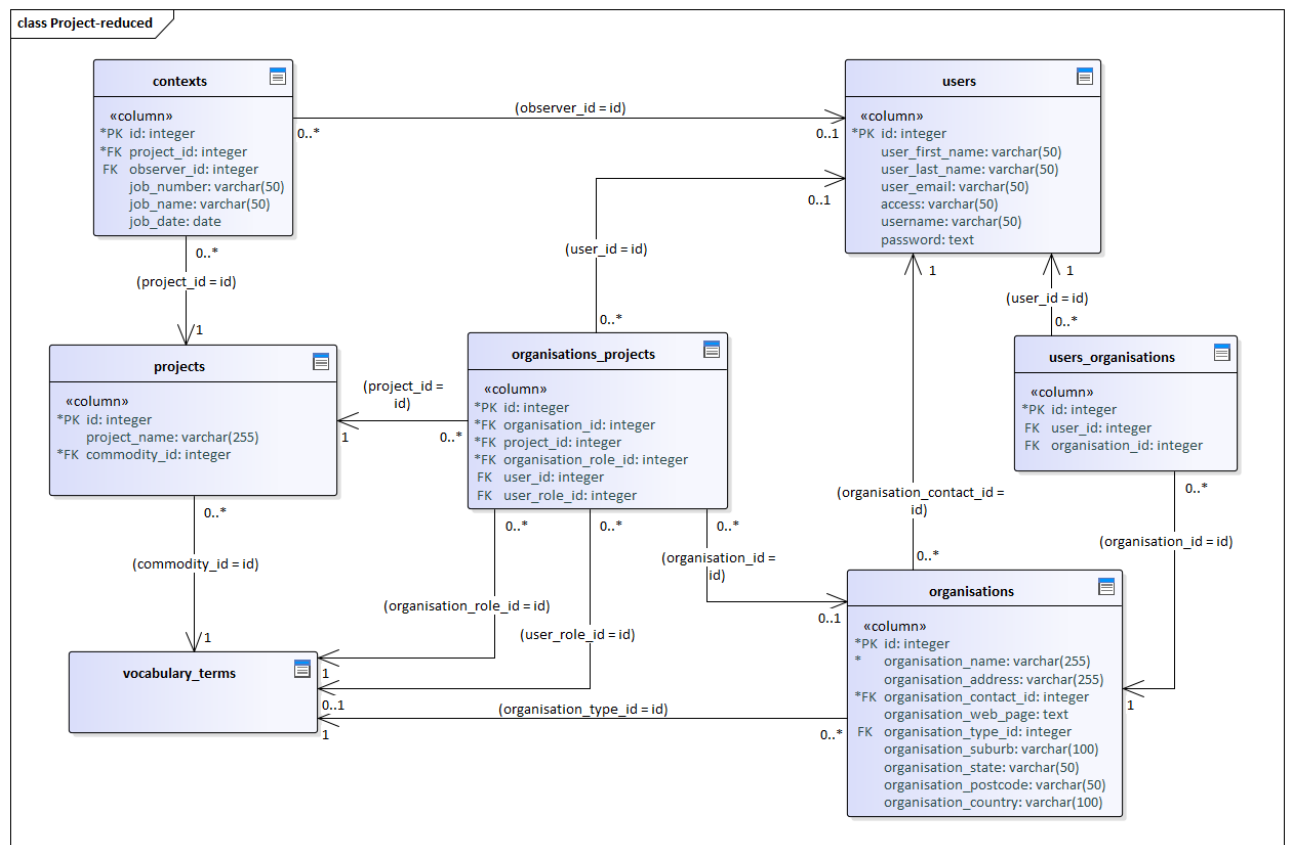 class Project-reduced
contexts
«column»
*PK id: integer
*FK project_id: integer
FK observer_id: integer
job_number: varchar(50)
job_name: varchar(50)
job_date: date
(observer_id = id)
0..*
0..1
users
«column»
*PK id: integer
user_first_name: varchar(50)
user_last_name: varchar(50)
user_email: varchar(50)
access: varchar(50)
username: varchar(50)
password: text
0..1
(user_id = id)
0..*
0..*
(project_id = id)
1
1
(user_id = id)
0..*
1
projects
«column»
*PK id: integer
project_name: varchar(255)
*FK commodity_id: integer
(project_id =
id)
1
0..*
organisations_projects
«column»
*PK id: integer
*FK organisation_id: integer
*FK project_id: integer
*FK organisation_role_id: integer
FK user_id: integer
FK user_role_id: integer
users_organisations
«column»
*PK id: integer
FK user_id: integer
FK organisation_id: integer
(organisation_contact_id =
id)
0..*
0..*
(organisation_id = id)
1
0..*
(commodity_id = id)
1
0..*
(organisation_role_id = id)
1
0..*
(user_role_id = id)
0..1
0..*
(organisation_id =
id)
0..1
vocabulary_terms
(organisation_type_id = id)
1
0..*
organisations
«column»
*PK id: integer
* organisation_name: varchar(255)
organisation_address: varchar(255)
*FK organisation_contact_id: integer
organisation_web_page: text
FK organisation_type_id: integer
organisation_suburb: varchar(100)
organisation_state: varchar(50)
organisation_postcode: varchar(50)
organisation_country: varchar(100)